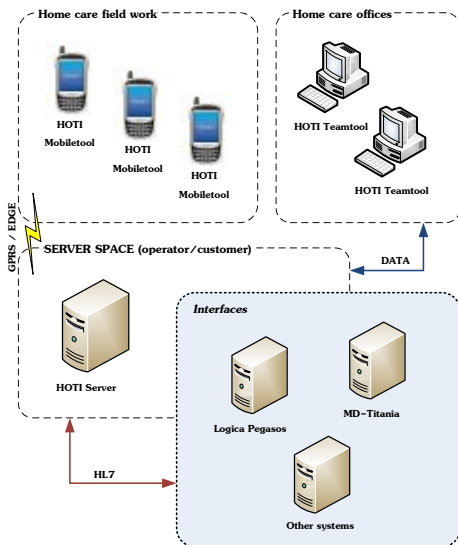 Home care field work
Home care offices
HOTI
Mobiletool
HOTI
Mobiletool
HOTI
Mobiletool
HOTI Teamtool
HOTI Teamtool
GPRS / EDGE
SERVER SPACE (operator/customer)
DATA
Interfaces
HOTI Server
Logica Pegasos
MD-Titania
HL7
Other systems